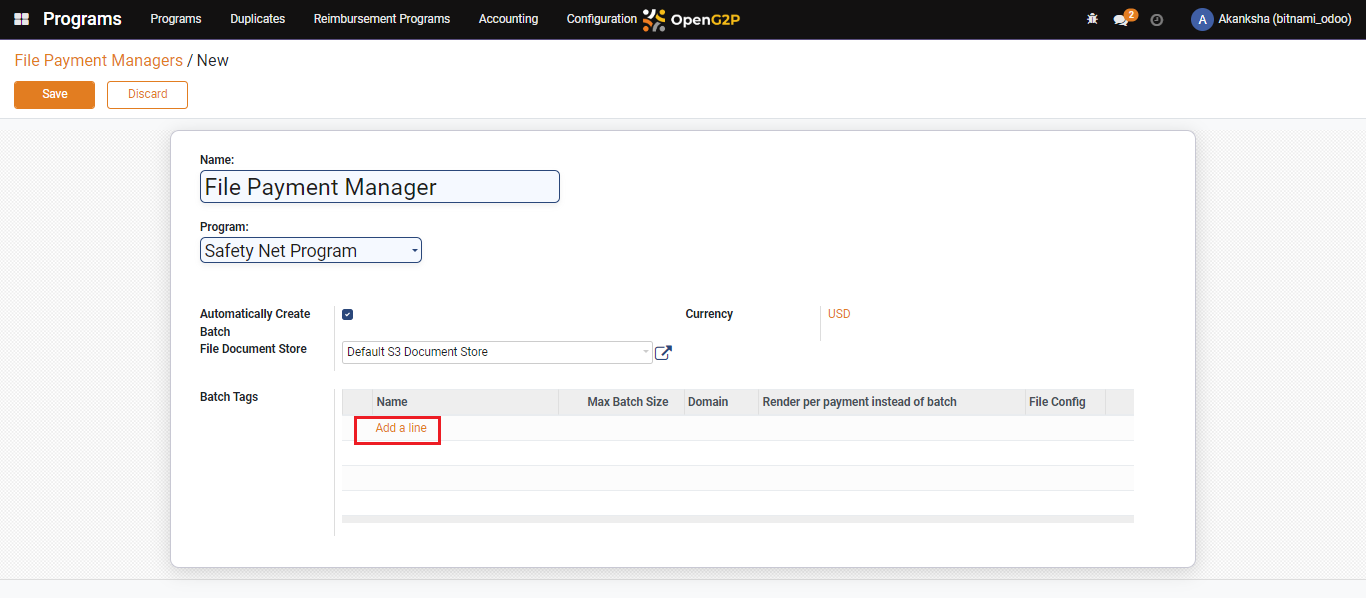 Programs Programs Duplicates Reimbursement Programs Accounting Configuration OpenG2P 2 A Akanksha (bitnami_odoo)
File Payment Managers / New
Save Discard
Name:
File Payment Manager
Program:
Safety Net Program
Automatically Create Batch
Currency USD
File Document Store Default S3 Document Store
Batch Tags
Name Max Batch Size Domain Render per payment instead of batch File Config
Add a line